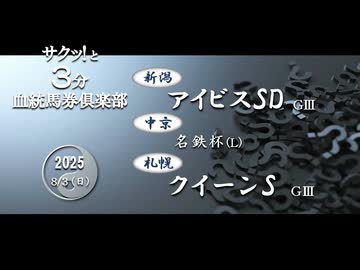 サクッ!と
3分
血統馬券倶楽部
2025
8/3(日)
新潟
アイビスSD GⅢ
中京
名鉄杯(L)
札幌
クイーンS GⅢ